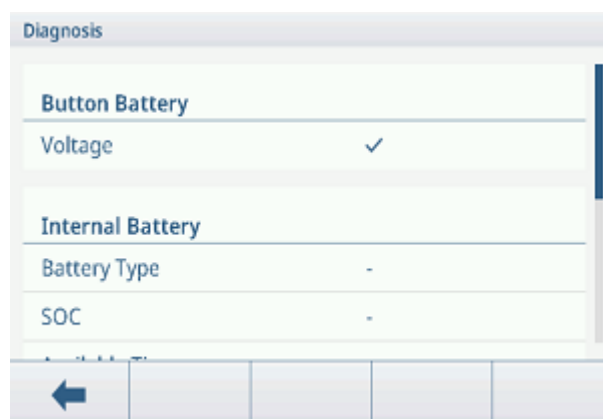 Diagnosis
Button Battery
Voltage ✓
Internal Battery
Battery Type -
SOC -